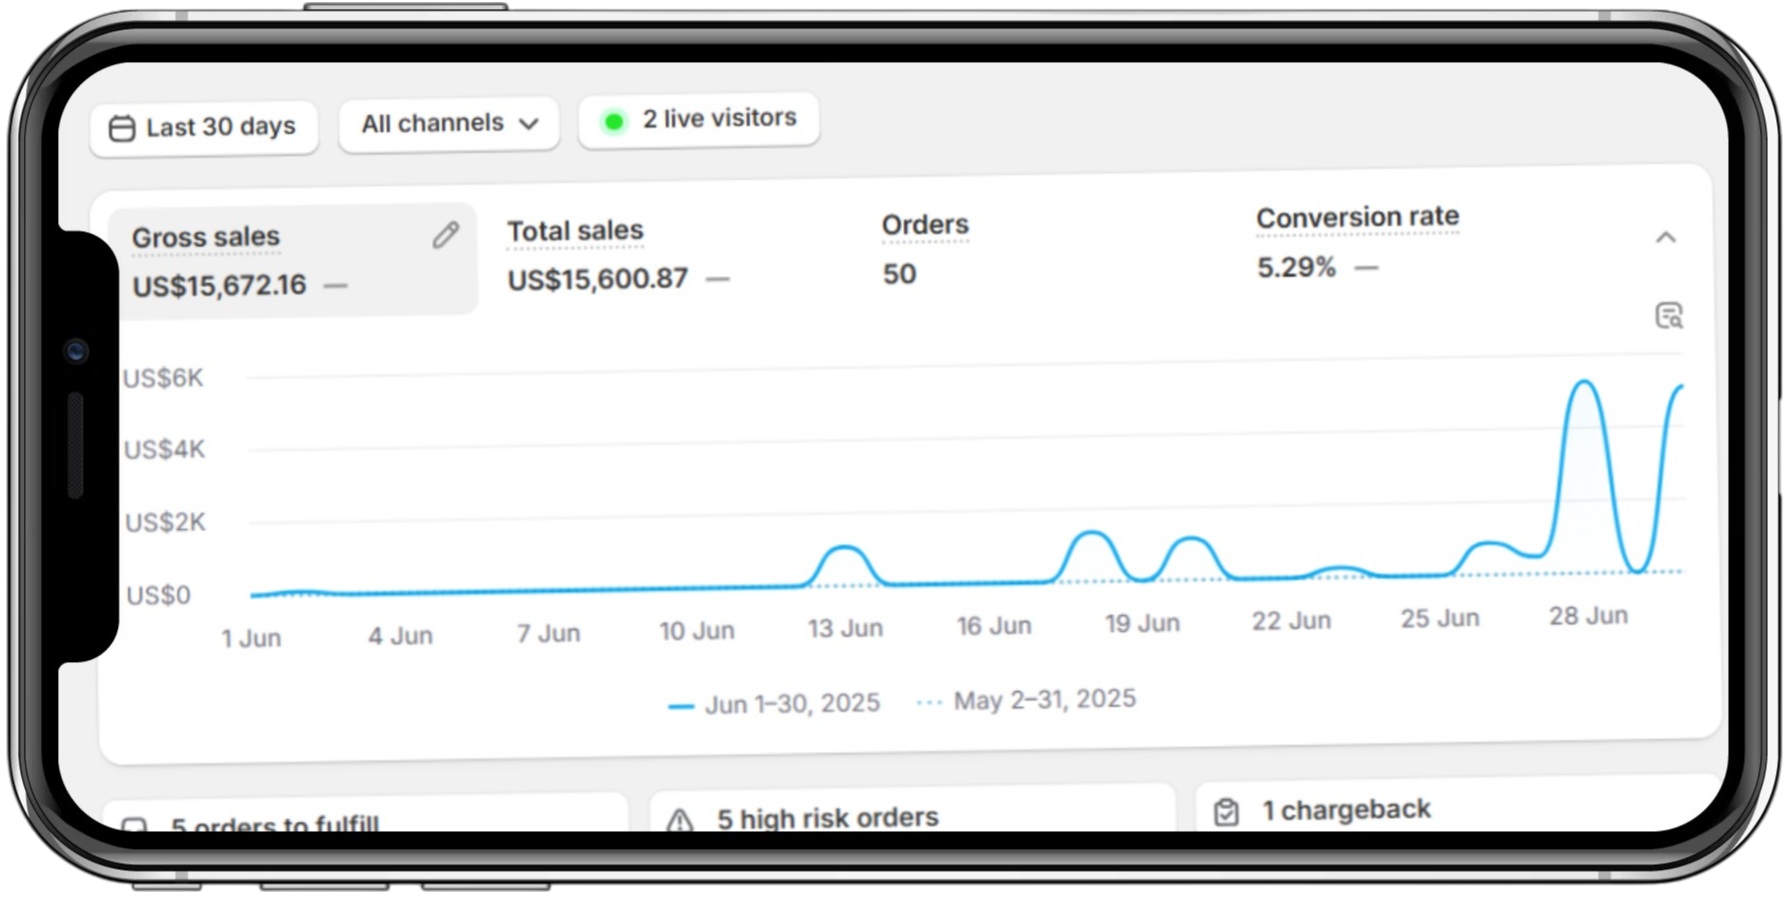 Last 30 days
All channels
2 live visitors
Gross sales
US$15,672.16 —
Total sales
US$15,600.87 —
Orders
50
Conversion rate
5.29% —
US$6K
US$4K
US$2K
US$0
1 Jun
4 Jun
7 Jun
10 Jun
13 Jun
16 Jun
19 Jun
22 Jun
25 Jun
28 Jun
Jun 1–30, 2025
May 2–31, 2025
5 orders to fulfill
5 high risk orders
1 chargeback